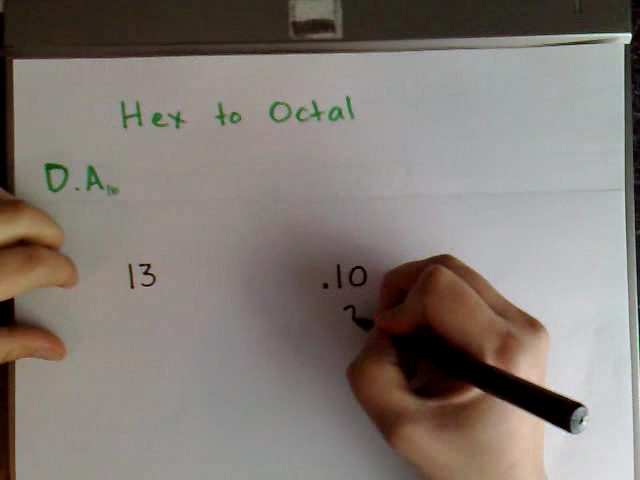 Hex to Octal
D.A₁₆
13 .10